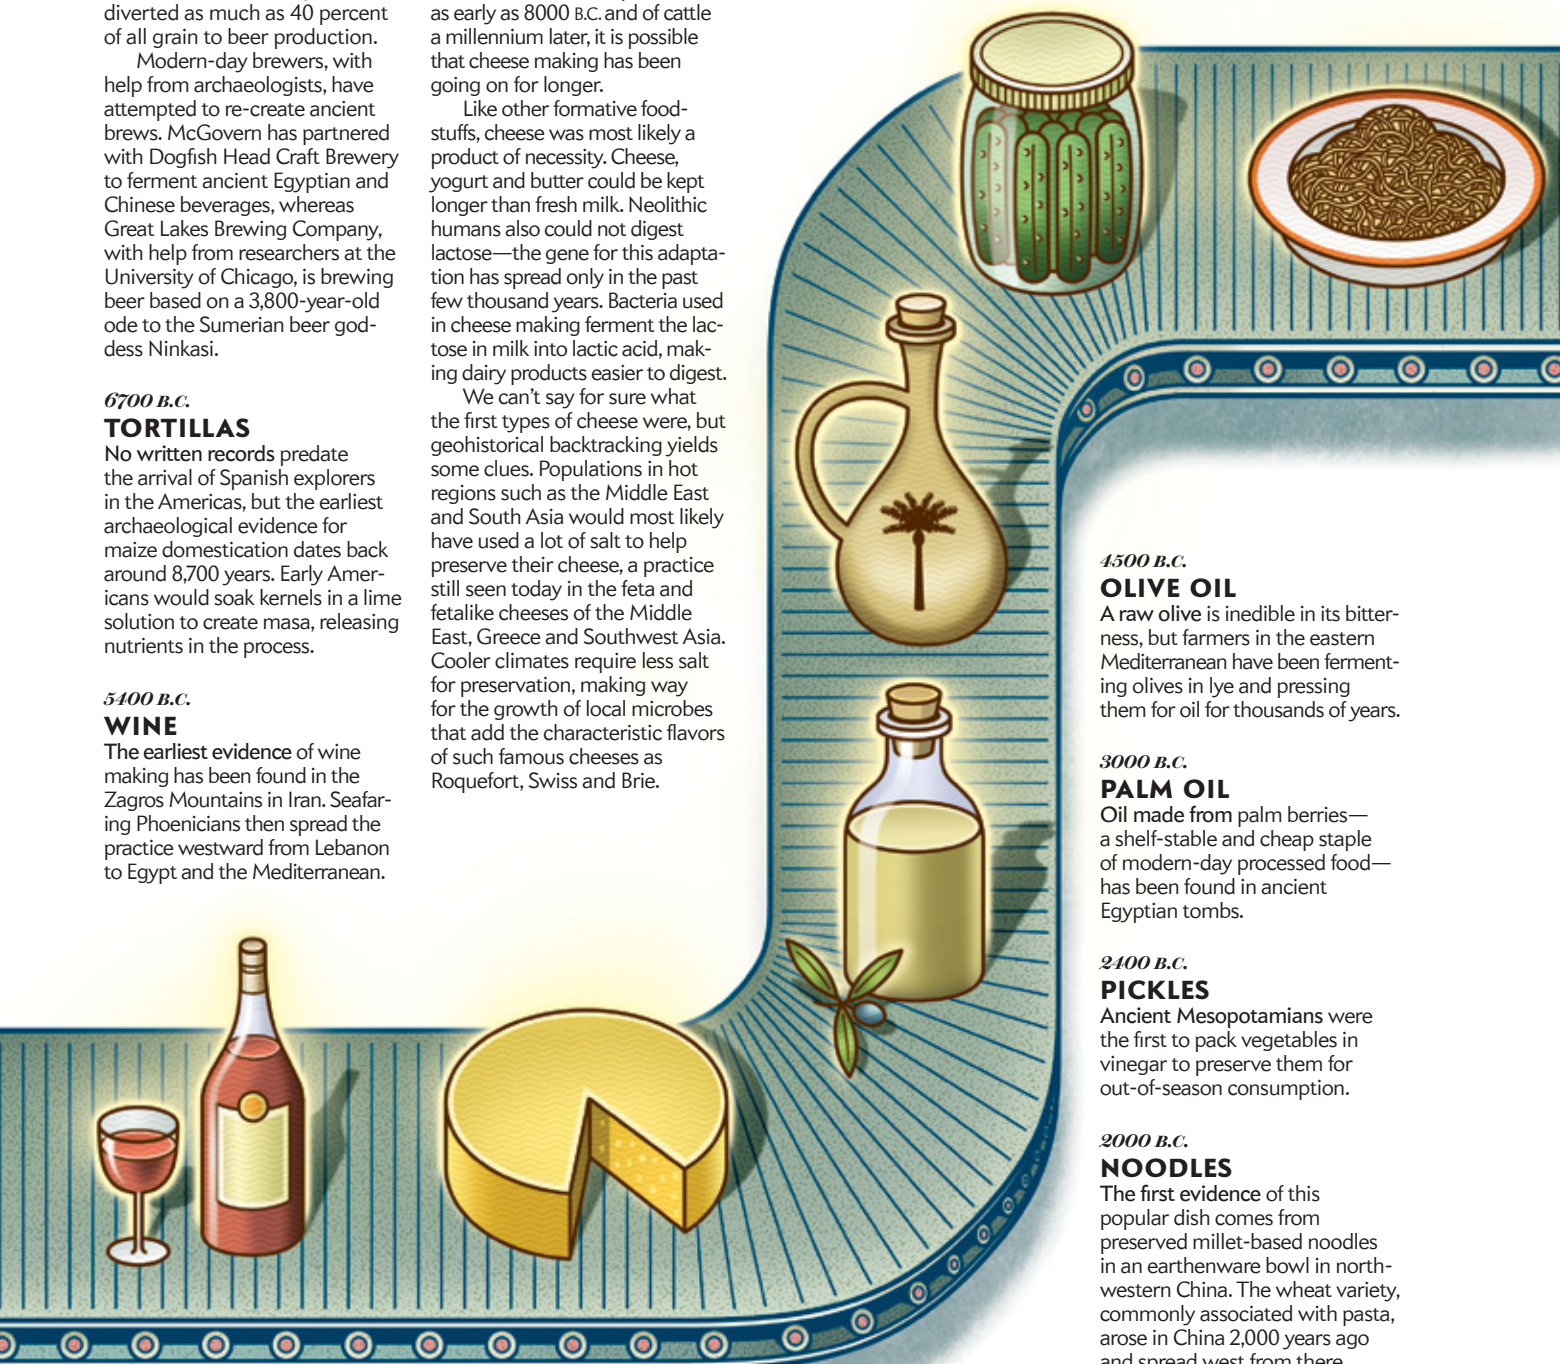 diverted as much as 40 percent
of all grain to beer production.
Modern-day brewers, with
help from archaeologists, have
attempted to re-create ancient
brews. McGovern has partnered
with Dogfish Head Craft Brewery
to ferment ancient Egyptian and
Chinese beverages, whereas
Great Lakes Brewing Company,
with help from researchers at the
University of Chicago, is brewing
beer based on a 3,800-year-old
ode to the Sumerian beer god-
dess Ninkasi.
6700 B.C.
TORTILLAS
No written records predate
the arrival of Spanish explorers
in the Americas, but the earliest
archaeological evidence for
maize domestication dates back
around 8,700 years. Early Amer-
icans would soak kernels in a lime
solution to create masa, releasing
nutrients in the process.
5400 B.C.
WINE
The earliest evidence of wine
making has been found in the
Zagros Mountains in Iran. Seafar-
ing Phoenicians then spread the
practice westward from Lebanon
to Egypt and the Mediterranean.
as early as 8000 B.C. and of cattle
a millennium later, it is possible
that cheese making has been
going on for longer.
Like other formative food-
stuffs, cheese was most likely a
product of necessity. Cheese,
yogurt and butter could be kept
longer than fresh milk. Neolithic
humans also could not digest
lactose—the gene for this adapta-
tion has spread only in the past
few thousand years. Bacteria used
in cheese making ferment the lac-
tose in milk into lactic acid, mak-
ing dairy products easier to digest.
We can't say for sure what
the first types of cheese were, but
geohistorical backtracking yields
some clues. Populations in hot
regions such as the Middle East
and South Asia would most likely
have used a lot of salt to help
preserve their cheese, a practice
still seen today in the feta and
fetalike cheeses of the Middle
East, Greece and Southwest Asia.
Cooler climates require less salt
for preservation, making way
for the growth of local microbes
that add the characteristic flavors
of such famous cheeses as
Roquefort, Swiss and Brie.
4500 B.C.
OLIVE OIL
A raw olive is inedible in its bitter-
ness, but farmers in the eastern
Mediterranean have been ferment-
ing olives in lye and pressing
them for oil for thousands of years.
3000 B.C.
PALM OIL
Oil made from palm berries—
a shelf-stable and cheap staple
of modern-day processed food—
has been found in ancient
Egyptian tombs.
2400 B.C.
PICKLES
Ancient Mesopotamians were
the first to pack vegetables in
vinegar to preserve them for
out-of-season consumption.
2000 B.C.
NOODLES
The first evidence of this
popular dish comes from
preserved millet-based noodles
in an earthenware bowl in north-
western China. The wheat variety,
commonly associated with pasta,
arose in China 2,000 years ago
and spread west from there